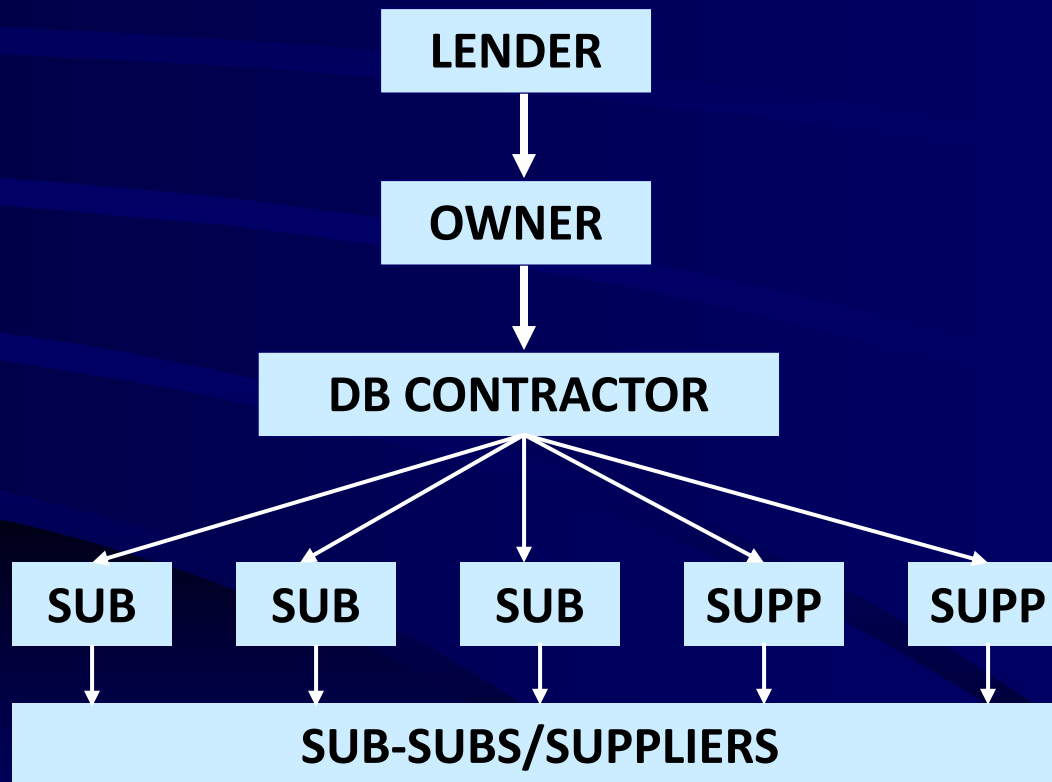 LENDER
OWNER
DB CONTRACTOR
SUB SUB SUB SUPP SUPP
SUB-SUBS/SUPPLIERS